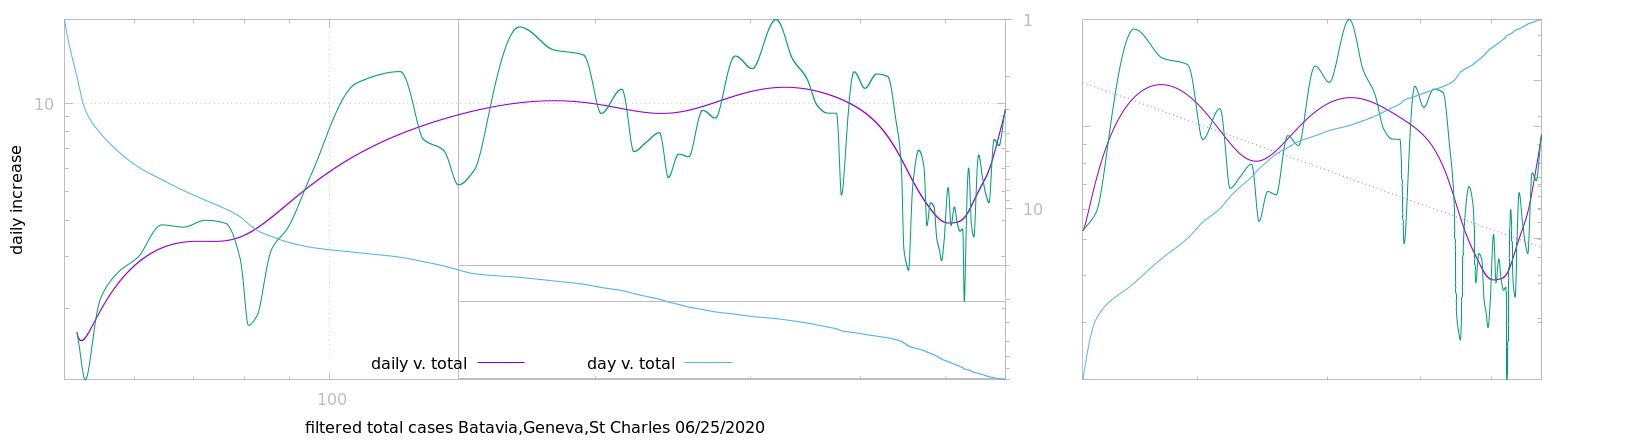 1
10
daily increase
10
daily v. total
day v. total
100
filtered total cases Batavia,Geneva,St Charles 06/25/2020